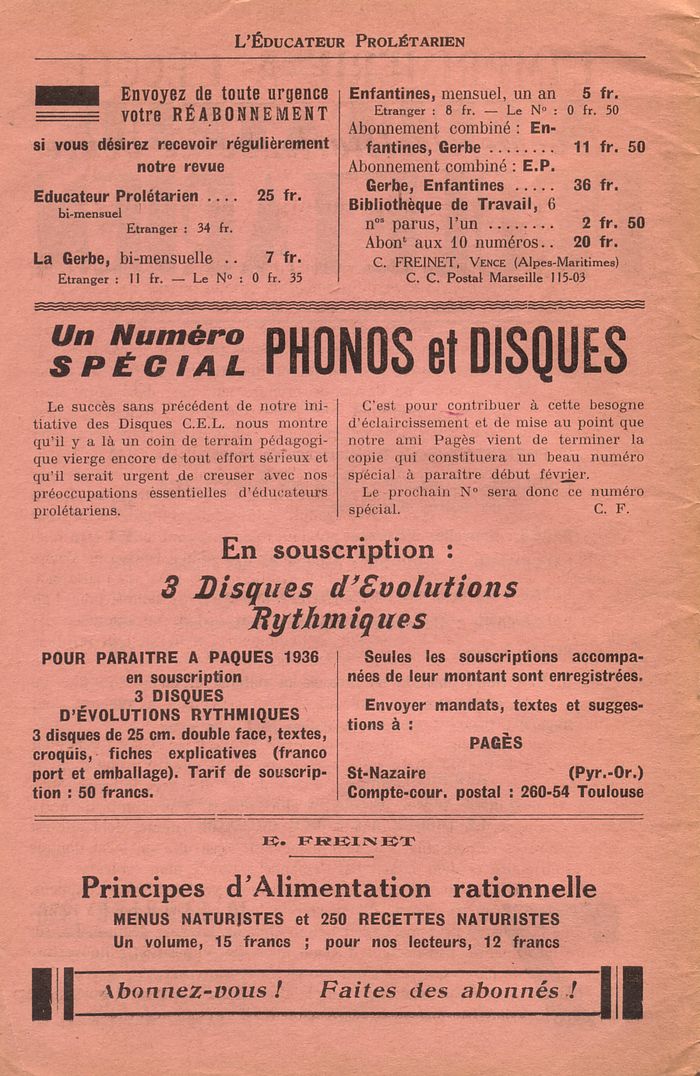 L'ÉDUCATEUR PROLÉTARIEN
Envoyez de toute urgence
votre RÉABONNEMENT
si vous désirez recevoir régulièrement
notre revue
Educateur Prolétarien .... 25 fr.
bi-mensuel
Etranger : 34 fr.
La Gerbe, bi-mensuelle .. 7 fr.
Etranger : 11 fr. — Le N° : 0 fr. 35
Enfantines, mensuel, un an 5 fr.
Etranger : 8 fr. — Le N° : 0 fr. 50
Abonnement combiné : En-
fantines, Gerbe ........ 11 fr. 50
Abonnement combiné : E.P.
Gerbe, Enfantines ..... 36 fr.
Bibliothèque de Travail, 6
nos parus, l'un ........ 2 fr. 50
Abont aux 10 numéros.. 20 fr.
C. FREINET, VENCE (Alpes-Maritimes)
C. C. Postal Marseille 115-03
Un Numéro
SPÉCIAL
PHONOS et DISQUES
Le succès sans précédent de notre ini-
tiative des Disques C.E.L. nous montre
qu'il y a là un coin de terrain pédagogi-
que vierge encore de tout effort sérieux et
qu'il serait urgent de creuser avec nos
préoccupations essentielles d'éducateurs
prolétariens.
C'est pour contribuer à cette besogne
d'éclaircissement et de mise au point que
notre ami Pagès vient de terminer la
copie qui constituera un beau numéro
spécial à paraître début février.
Le prochain N° sera donc ce numéro
spécial. C. F.
En souscription :
3 Disques d'Evolutions
Rythmiques
POUR PARAITRE A PAQUES 1936
en souscription
3 DISQUES
D'ÉVOLUTIONS RYTHMIQUES
3 disques de 25 cm. double face, textes,
croquis, fiches explicatives (franco
port et emballage). Tarif de souscrip-
tion : 50 francs.
Seules les souscriptions accompa-
nées de leur montant sont enregistrées.
Envoyer mandats, textes et sugges-
tions à :
PAGÈS
St-Nazaire (Pyr.-Or.)
Compte-cour. postal : 260-54 Toulouse
E. FREINET
Principes d'Alimentation rationnelle
MENUS NATURISTES et 250 RECETTES NATURISTES
Un volume, 15 francs ; pour nos lecteurs, 12 francs
Abonnez-vous ! Faites des abonnés !